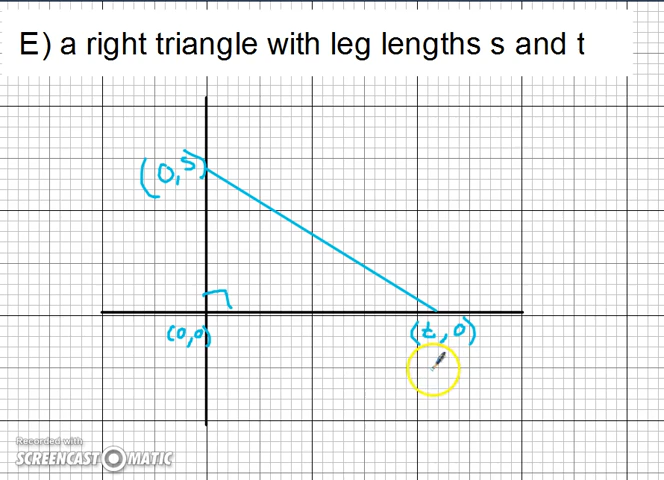 E) a right triangle with leg lengths s and t
(0,s)
(0,0)
(t,0)
Recorded with
SCREENCAST-O-MATIC